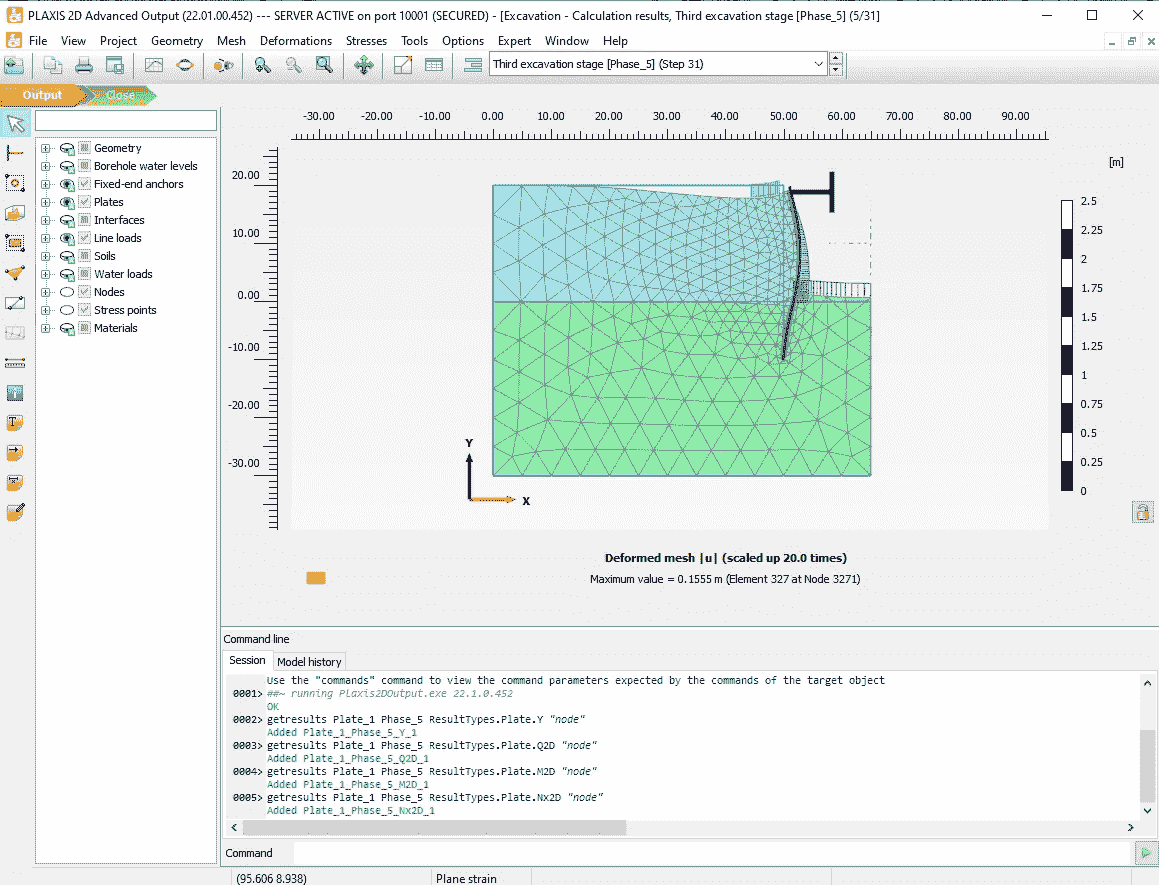 PLAXIS 2D Advanced Output (22.01.00.452) --- SERVER ACTIVE on port 10001 (SECURED) - [Excavation - Calculation results, Third excavation stage [Phase_5] (5/31]
File View Project Geometry Mesh Deformations Stresses Tools Options Expert Window Help
Third excavation stage [Phase_5] (Step 31)
Output Close
-30.00 -20.00 -10.00 0.00 10.00 20.00 30.00 40.00 50.00 60.00 70.00 80.00 90.00
Geometry
Borehole water levels
Fixed-end anchors
Plates
Interfaces
Line loads
Soils
Water loads
Nodes
Stress points
Materials
20.00
10.00
0.00
-10.00
-20.00
-30.00
Y
X
[m]
2.5
2.25
2
1.75
1.5
1.25
1
0.75
0.5
0.25
0
Deformed mesh |u| (scaled up 20.0 times)
Maximum value = 0.1555 m (Element 327 at Node 3271)
Command line
Session Model history
Use the "commands" command to view the command parameters expected by the commands of the target object
0001> ##~ running PLaxis2DOutput.exe 22.1.0.452
OK
0002> getresults Plate_1 Phase_5 ResultTypes.Plate.Y "node"
Added Plate_1_Phase_5_Y_1
0003> getresults Plate_1 Phase_5 ResultTypes.Plate.Q2D "node"
Added Plate_1_Phase_5_Q2D_1
0004> getresults Plate_1 Phase_5 ResultTypes.Plate.M2D "node"
Added Plate_1_Phase_5_M2D_1
0005> getresults Plate_1 Phase_5 ResultTypes.Plate.Nx2D "node"
Added Plate_1_Phase_5_Nx2D_1
Command
(95.606 8.938) Plane strain